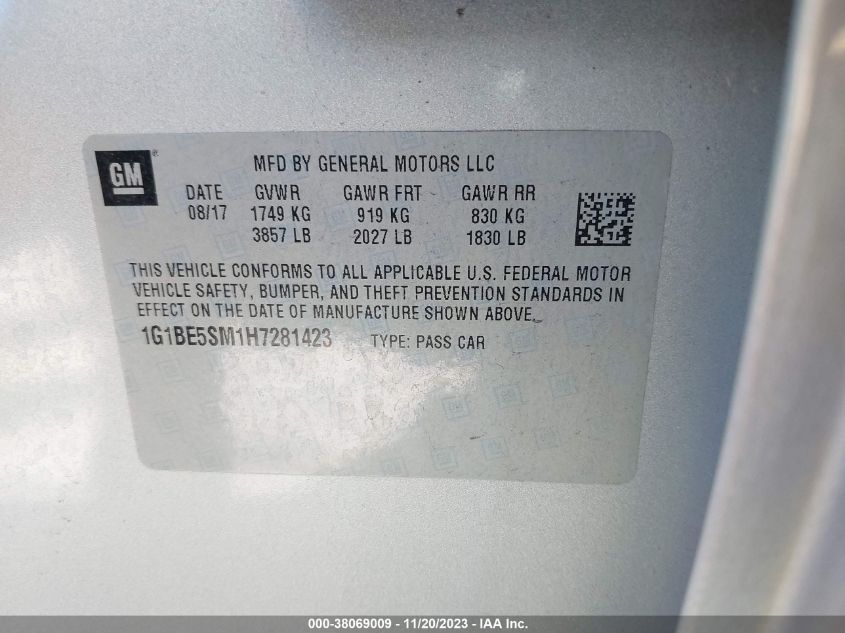 GM ®
MFD BY GENERAL MOTORS LLC
DATE GVWR GAWR FRT GAWR RR
08/17 1749 KG 919 KG 830 KG
3857 LB 2027 LB 1830 LB
THIS VEHICLE CONFORMS TO ALL APPLICABLE U.S. FEDERAL MOTOR
VEHICLE SAFETY, BUMPER, AND THEFT PREVENTION STANDARDS IN
EFFECT ON THE DATE OF MANUFACTURE SHOWN ABOVE.
1G1BE5SM1H7281423 TYPE: PASS CAR
000-38069009 - 11/20/2023 - IAA Inc.